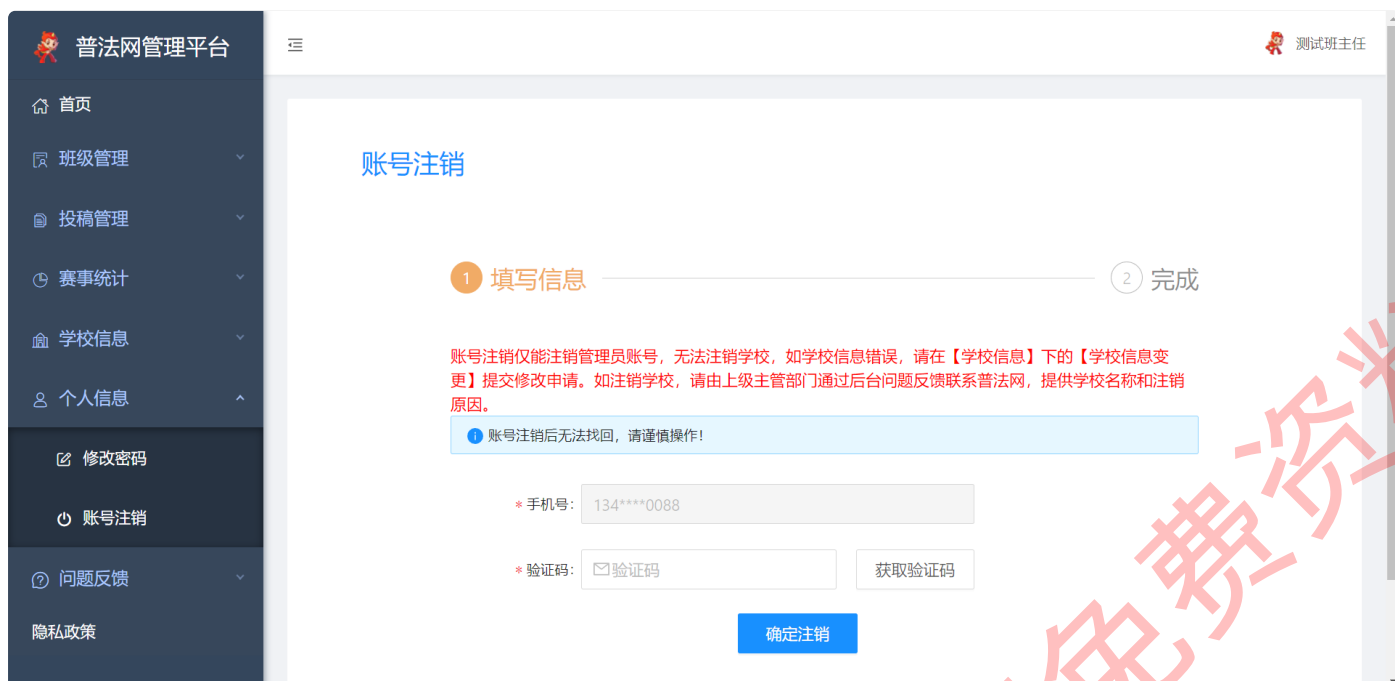 普法网管理平台
测试班主任
首页
班级管理
投稿管理
赛事统计
学校信息
个人信息
修改密码
账号注销
问题反馈
隐私政策
账号注销
1 填写信息
2 完成
账号注销仅能注销管理员账号，无法注销学校，如学校信息错误，请在【学校信息】下的【学校信息变
更】提交修改申请。如注销学校，请由上级主管部门通过后台问题反馈联系普法网，提供学校名称和注销
原因。
账号注销后无法找回，请谨慎操作！
* 手机号： 134****0088
* 验证码： 验证码 获取验证码
确定注销
免费资料